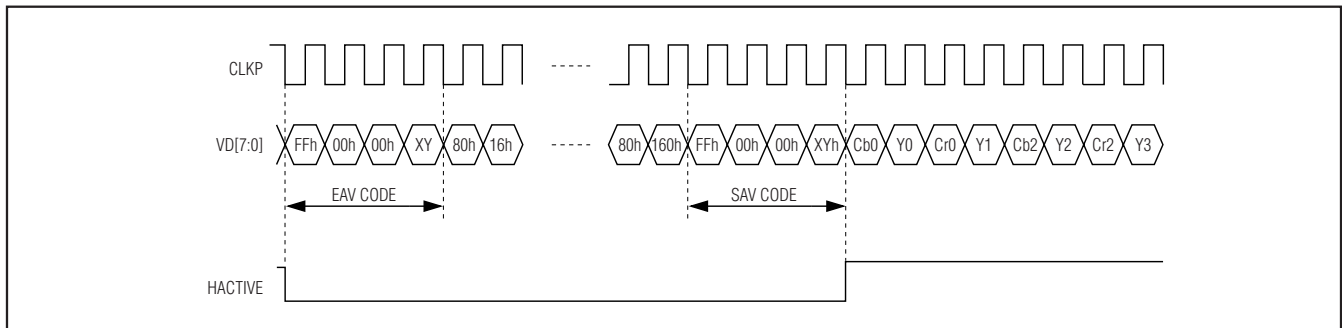 CLKP
VD[7:0] FFh 00h 00h XY 80h 16h 80h 160h FFh 00h 00h XYh Cb0 Y0 Cr0 Y1 Cb2 Y2 Cr2 Y3
EAV CODE SAV CODE
HACTIVE